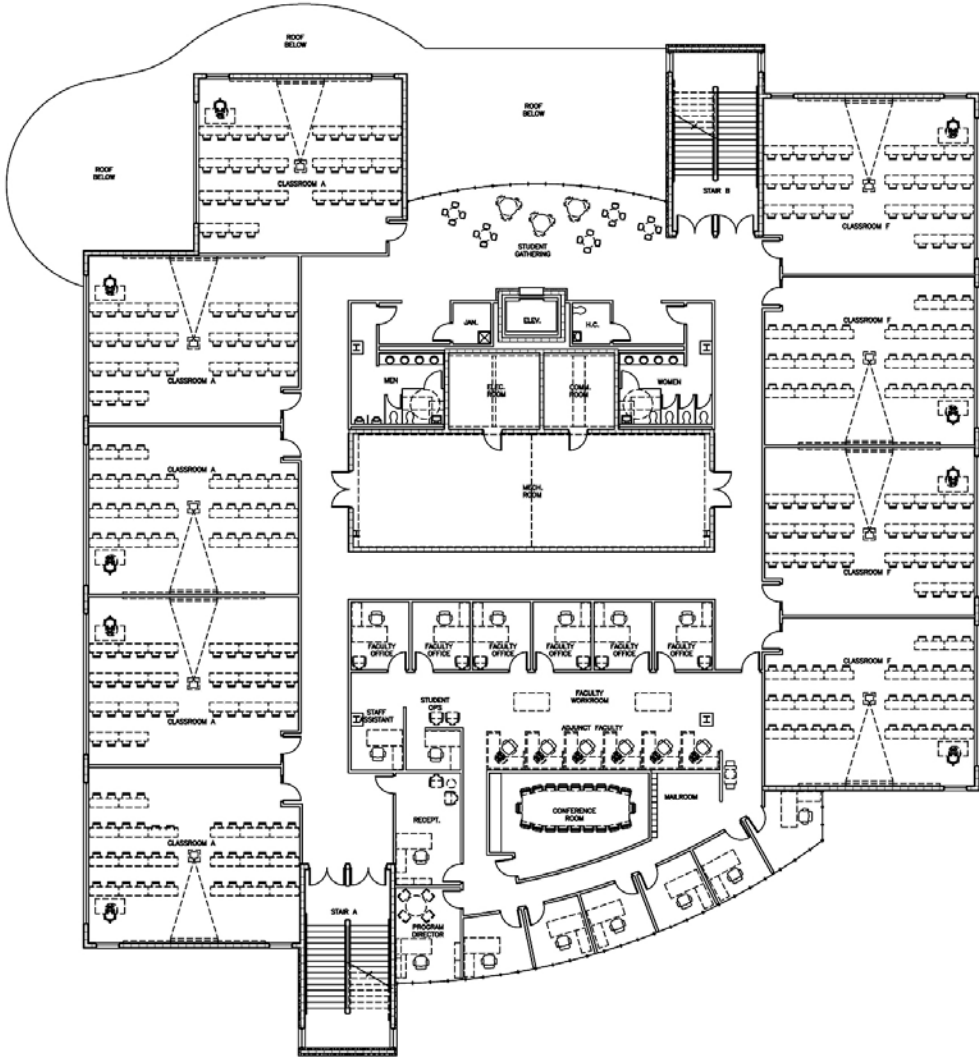 ROOF
BELOW
ROOF
BELOW
ROOF
BELOW
CLASSROOM A
STAIR B
CLASSROOM F
STUDENT
GATHERING
JAN.
ELEV.
H.C.
CLASSROOM F
CLASSROOM A
MEN
ELEC.
ROOM
COMM.
ROOM
WOMEN
CLASSROOM A
MECH.
ROOM
CLASSROOM F
FACULTY
OFFICE
FACULTY
OFFICE
FACULTY
OFFICE
FACULTY
OFFICE
FACULTY
OFFICE
FACULTY
OFFICE
CLASSROOM F
STAFF
ASSISTANT
STUDENT
OPS
FACULTY
WORKROOM
CLASSROOM A
ADJUNCT FACULTY
RECEPT.
CONFERENCE
ROOM
MAILROOM
CLASSROOM A
STAIR A
PROGRAM
DIRECTOR